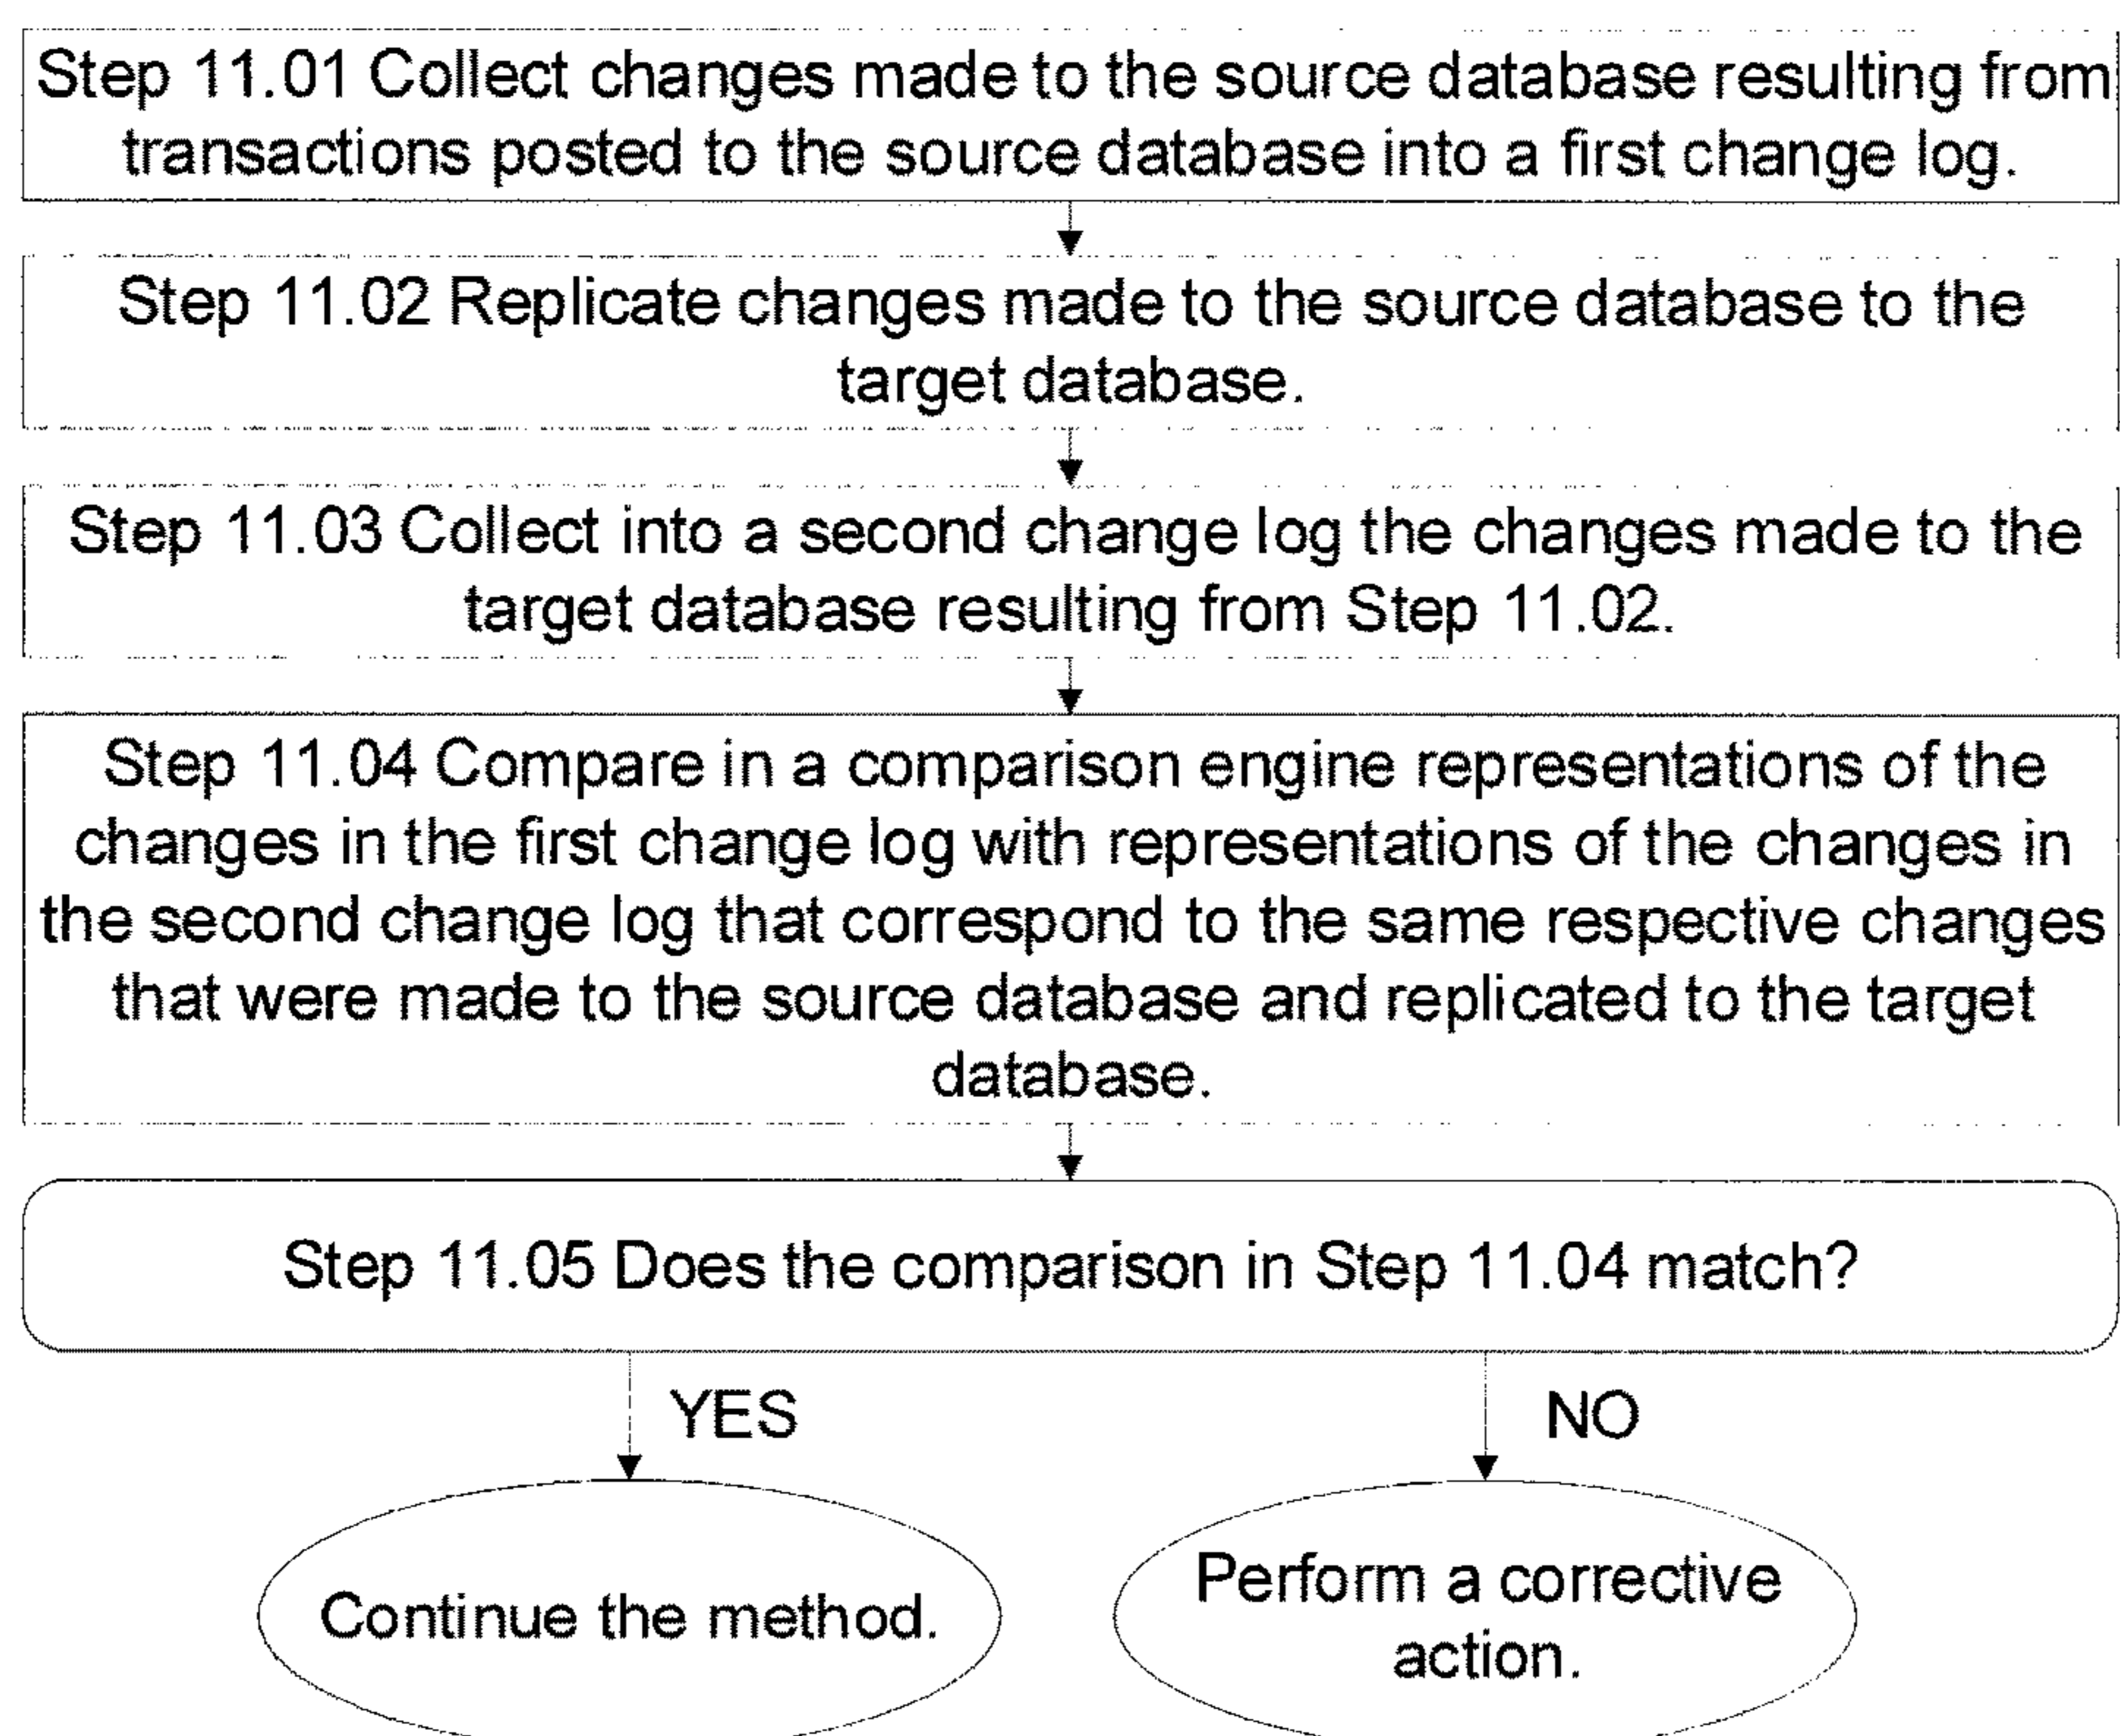 Step 11.01 Collect changes made to the source database resulting from
transactions posted to the source database into a first change log.
Step 11.02 Replicate changes made to the source database to the
target database.
Step 11.03 Collect into a second change log the changes made to the
target database resulting from Step 11.02.
Step 11.04 Compare in a comparison engine representations of the
changes in the first change log with representations of the changes in
the second change log that correspond to the same respective changes
that were made to the source database and replicated to the target
database.
Step 11.05 Does the comparison in Step 11.04 match?
YES
NO
Continue the method.
Perform a corrective
action.